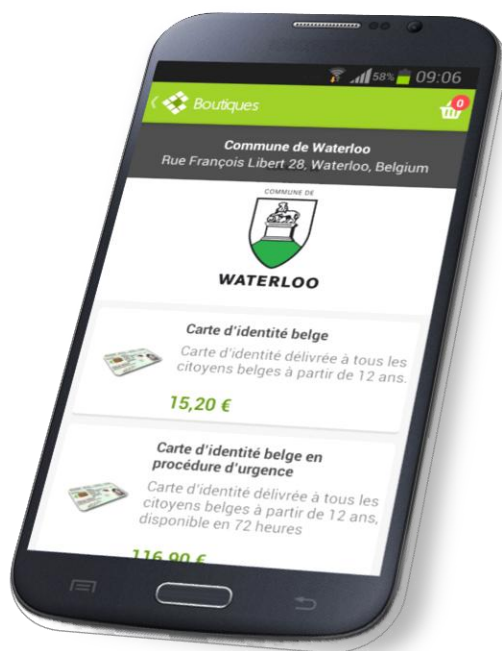 58% 09:06
Boutiques
0
Commune de Waterloo
Rue François Libert 28, Waterloo, Belgium
COMMUNE DE
WATERLOO
Carte d'identité belge
Carte d'identité délivrée à tous les
citoyens belges à partir de 12 ans.
15,20 €
Carte d'identité belge en
procédure d'urgence
Carte d'identité délivrée à tous les
citoyens belges à partir de 12 ans,
disponible en 72 heures
116,90 €